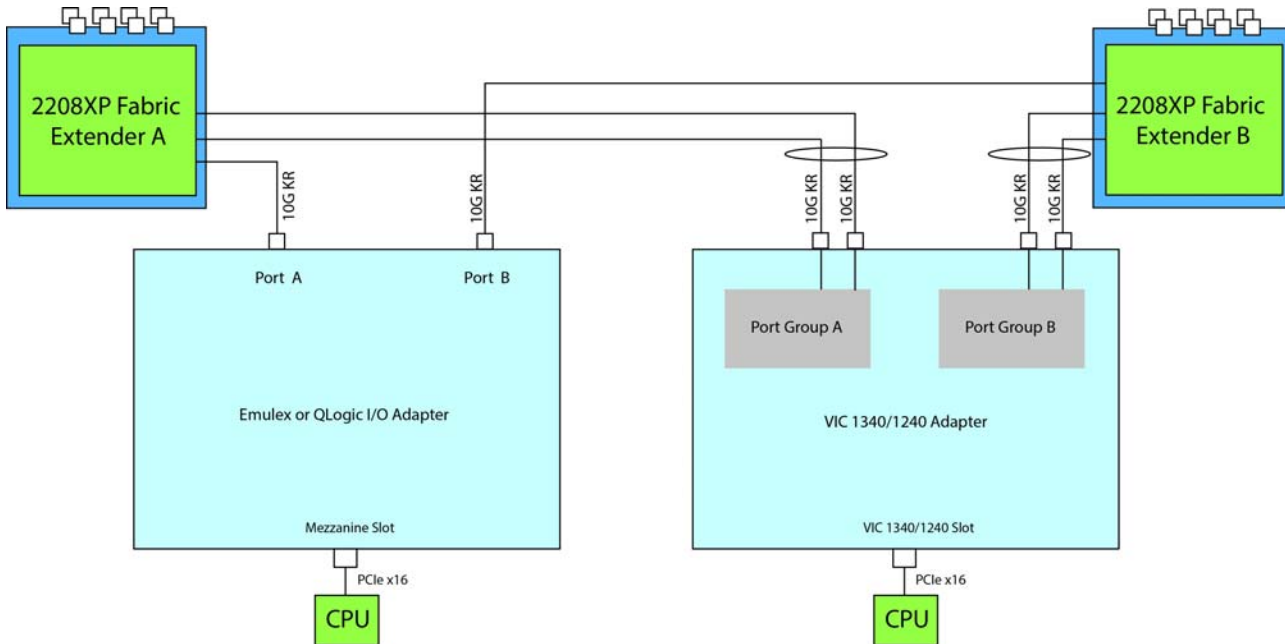 2208XP Fabric
Extender A
2208XP Fabric
Extender B
10G KR
10G KR
10G KR
10G KR
10G KR
10G KR
Port A
Port B
Port Group A
Port Group B
Emulex or QLogic I/O Adapter
VIC 1340/1240 Adapter
Mezzanine Slot
VIC 1340/1240 Slot
PCIe x16
PCIe x16
CPU
CPU